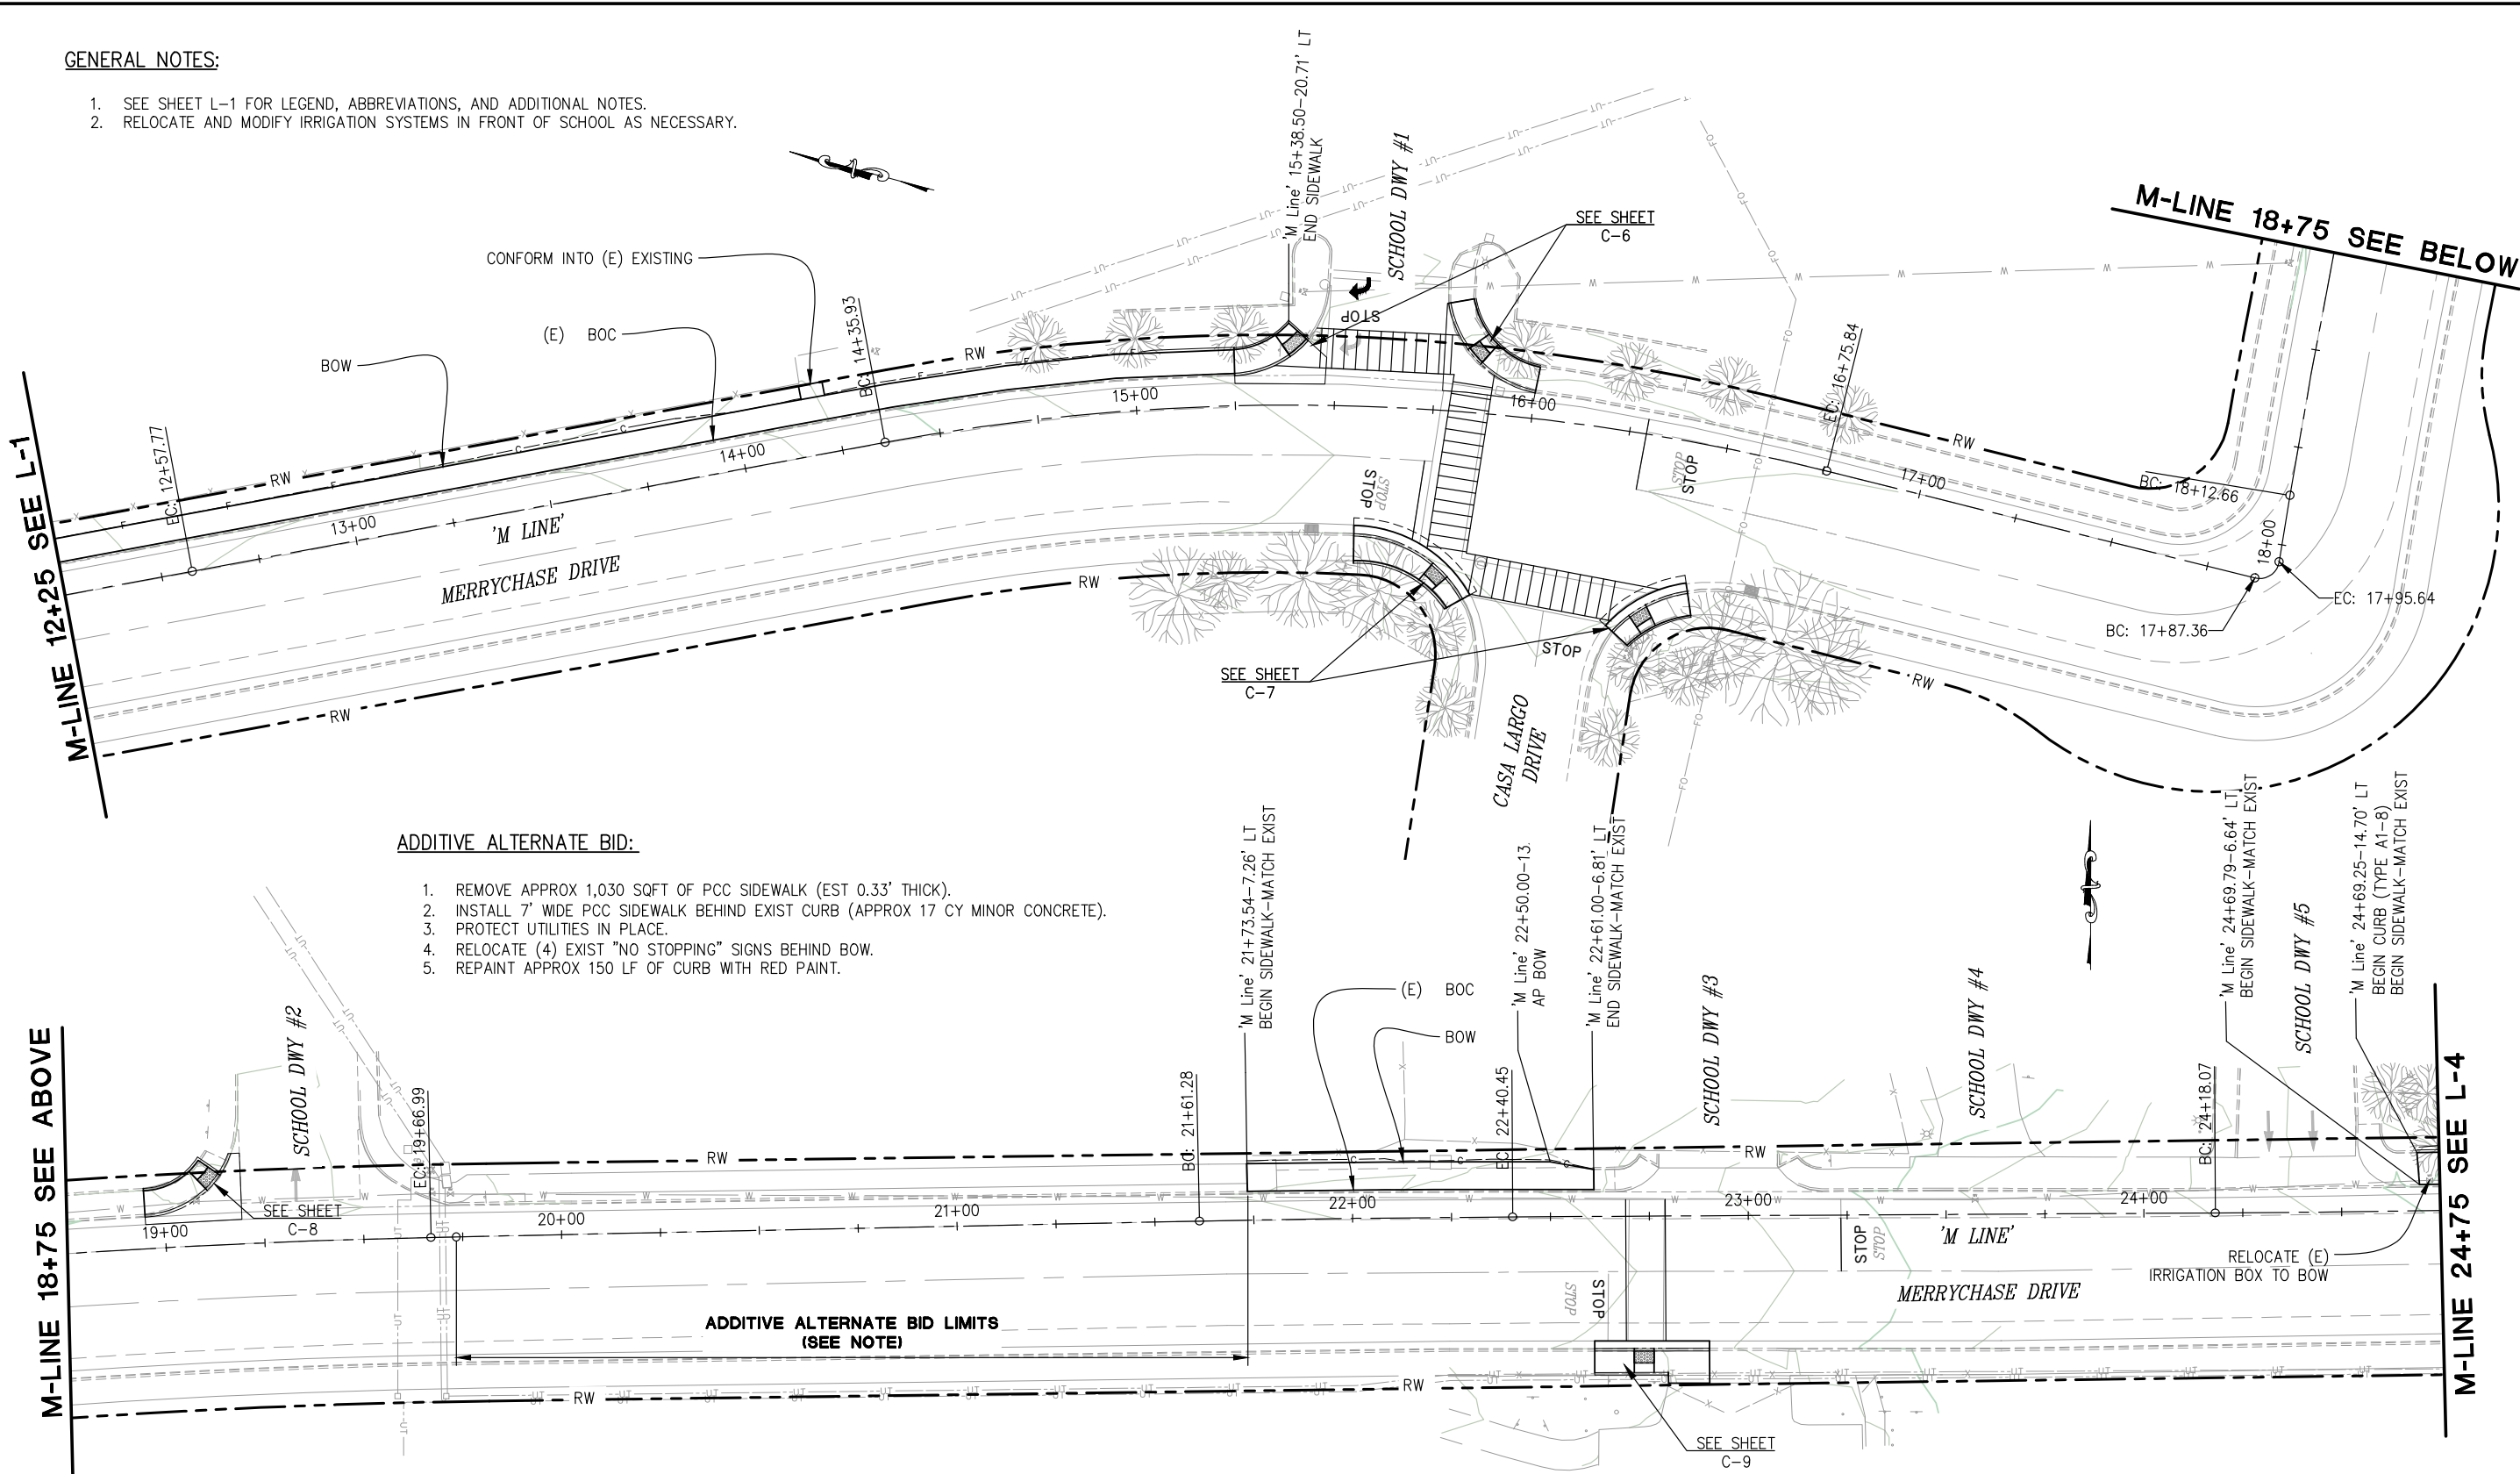 GENERAL NOTES:
1. SEE SHEET L-1 FOR LEGEND, ABBREVIATIONS, AND ADDITIONAL NOTES.
2. RELOCATE AND MODIFY IRRIGATION SYSTEMS IN FRONT OF SCHOOL AS NECESSARY.
'M Line' 15+38.50-20.71' LT
END SIDEWALK
SCHOOL DWY #1
SEE SHEET
C-6
M-LINE 18+75 SEE BELOW
CONFORM INTO (E) EXISTING
(E) BOC
BOW
BC: 14+35.93
EC: 12+57.77
RW
RW
STOP
M-LINE 12+25 SEE L-1
13+00
14+00
15+00
16+00
17+00
18+00
'M LINE'
MERRYCHASE DRIVE
EC: 16+75.84
RW
BC: 18+12.66
EC: 17+95.64
BC: 17+87.36
STOP
STOP
STOP
STOP
RW
RW
STOP
RW
SEE SHEET
C-7
CASA LARGO
DRIVE
ADDITIVE ALTERNATE BID:
1. REMOVE APPROX 1,030 SQFT OF PCC SIDEWALK (EST 0.33' THICK).
2. INSTALL 7' WIDE PCC SIDEWALK BEHIND EXIST CURB (APPROX 17 CY MINOR CONCRETE).
3. PROTECT UTILITIES IN PLACE.
4. RELOCATE (4) EXIST "NO STOPPING" SIGNS BEHIND BOW.
5. REPAINT APPROX 150 LF OF CURB WITH RED PAINT.
'M Line' 21+73.54-7.26' LT
BEGIN SIDEWALK-MATCH EXIST
(E) BOC
BOW
'M Line' 22+50.00-13.
AP BOW
'M Line' 22+61.00-6.81' LT
END SIDEWALK-MATCH EXIST
SCHOOL DWY #3
SCHOOL DWY #4
'M Line' 24+69.79-6.64' LT
BEGIN SIDEWALK-MATCH EXIST
SCHOOL DWY #5
'M Line' 24+69.25-14.70' LT
BEGIN CURB (TYPE A1-8)
BEGIN SIDEWALK-MATCH EXIST
M-LINE 18+75 SEE ABOVE
SCHOOL DWY #2
SEE SHEET
C-8
EC: 19+66.99
BC: 21+61.28
EC: 22+40.45
BC: 24+18.07
RW
RW
19+00
20+00
21+00
22+00
23+00
24+00
STOP
STOP
'M LINE'
MERRYCHASE DRIVE
RELOCATE (E)
IRRIGATION BOX TO BOW
M-LINE 24+75 SEE L-4
ADDITIVE ALTERNATE BID LIMITS
(SEE NOTE)
STOP
STOP
RW
RW
SEE SHEET
C-9